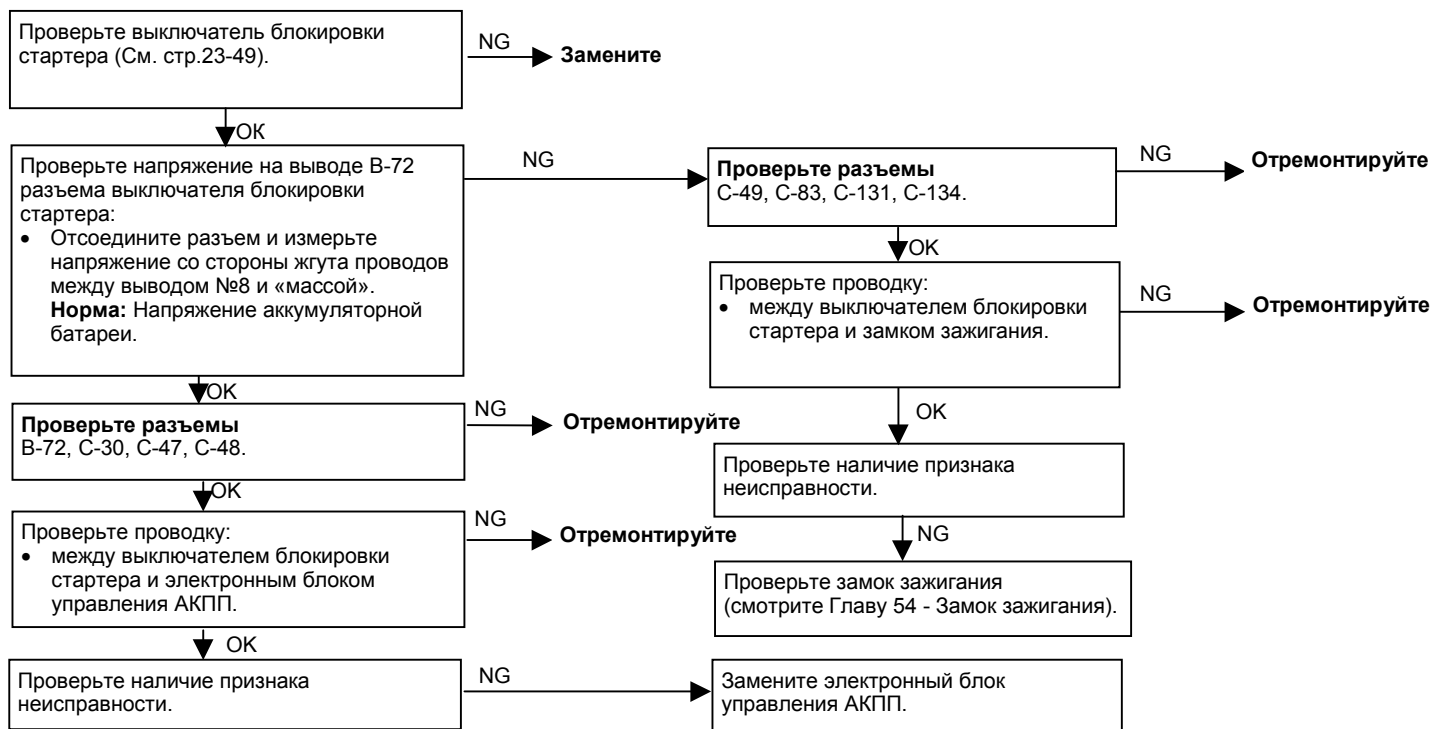 Проверьте выключатель блокировки
стартера (См. стр.23-49).
NG
Замените
OK
Проверьте напряжение на выводе B-72
разъема выключателя блокировки
стартера:
• Отсоедините разъем и измерьте
напряжение со стороны жгута проводов
между выводом №8 и «массой».
Норма: Напряжение аккумуляторной
батареи.
NG
Проверьте разъемы
C-49, C-83, C-131, C-134.
NG
Отремонтируйте
OK
Проверьте проводку:
• между выключателем блокировки
стартера и замком зажигания.
NG
Отремонтируйте
OK
Проверьте наличие признака
неисправности.
NG
Проверьте замок зажигания
(смотрите Главу 54 - Замок зажигания).
OK
Проверьте разъемы
B-72, C-30, C-47, C-48.
NG
Отремонтируйте
OK
Проверьте проводку:
• между выключателем блокировки
стартера и электронным блоком
управления АКПП.
NG
Отремонтируйте
OK
Проверьте наличие признака
неисправности.
NG
Замените электронный блок
управления АКПП.